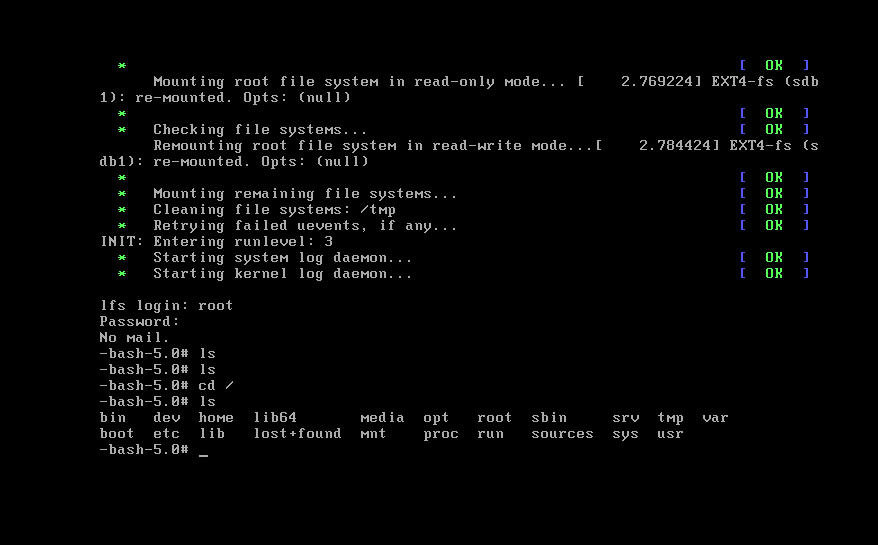 * [ OK ]
Mounting root file system in read-only mode... [ 2.769224] EXT4-fs (sdb
1): re-mounted. Opts: (null)
* [ OK ]
* Checking file systems... [ OK ]
Remounting root file system in read-write mode...[ 2.784424] EXT4-fs (s
db1): re-mounted. Opts: (null)
* [ OK ]
* Mounting remaining file systems... [ OK ]
* Cleaning file systems: /tmp [ OK ]
* Retrying failed uevents, if any... [ OK ]
INIT: Entering runlevel: 3
* Starting system log daemon... [ OK ]
* Starting kernel log daemon... [ OK ]
lfs login: root
Password:
No mail.
-bash-5.0# ls
-bash-5.0# ls
-bash-5.0# cd /
-bash-5.0# ls
bin dev home lib64 media opt root sbin srv tmp var
boot etc lib lost+found mnt proc run sources sys usr
-bash-5.0# _